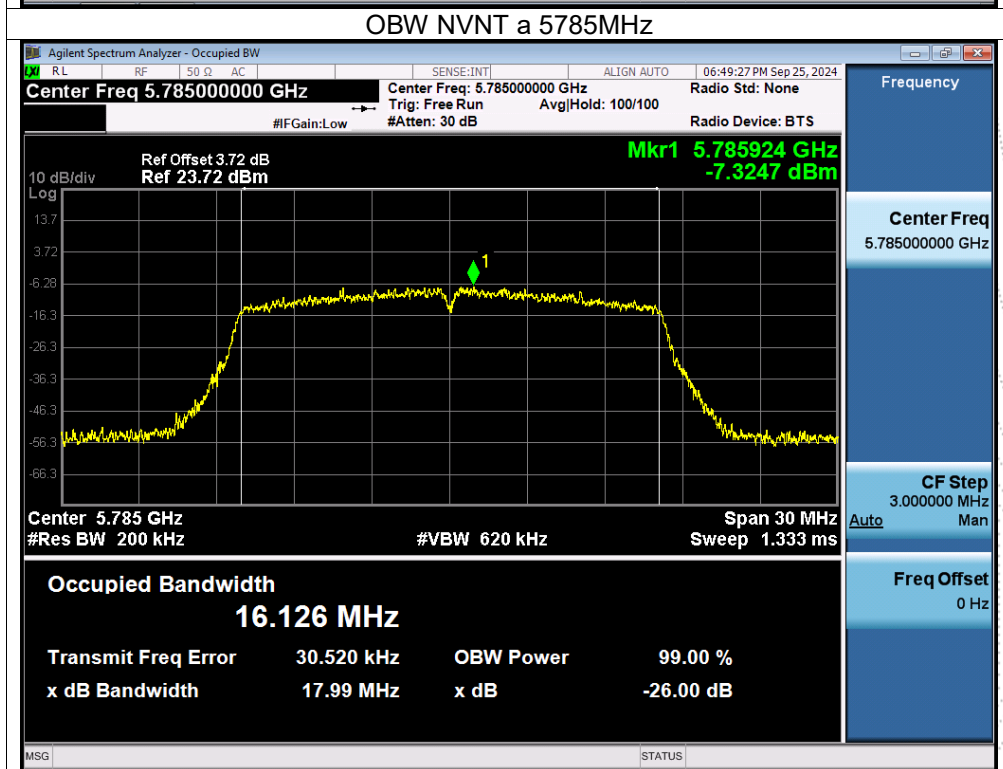 OBW NVNT a 5785MHz
Agilent Spectrum Analyzer - Occupied BW
LXI RL RF 50 Ω AC SENSE:INT ALIGN AUTO 06:49:27 PM Sep 25, 2024
Center Freq 5.785000000 GHz
Center Freq: 5.785000000 GHz
Radio Std: None
Trig: Free Run Avg|Hold: 100/100
#IFGain:Low
#Atten: 30 dB
Radio Device: BTS
Mkr1 5.785924 GHz
-7.3247 dBm
Ref Offset 3.72 dB
10 dB/div Ref 23.72 dBm
Log
13.7
3.72
-6.28
-16.3
-26.3
-36.3
-46.3
-56.3
-66.3
1
Center 5.785 GHz Span 30 MHz
#Res BW 200 kHz #VBW 620 kHz Sweep 1.333 ms
Occupied Bandwidth
16.126 MHz
Transmit Freq Error 30.520 kHz OBW Power 99.00 %
x dB Bandwidth 17.99 MHz x dB -26.00 dB
Frequency
Center Freq
5.785000000 GHz
CF Step
3.000000 MHz
Auto Man
Freq Offset
0 Hz
MSG STATUS